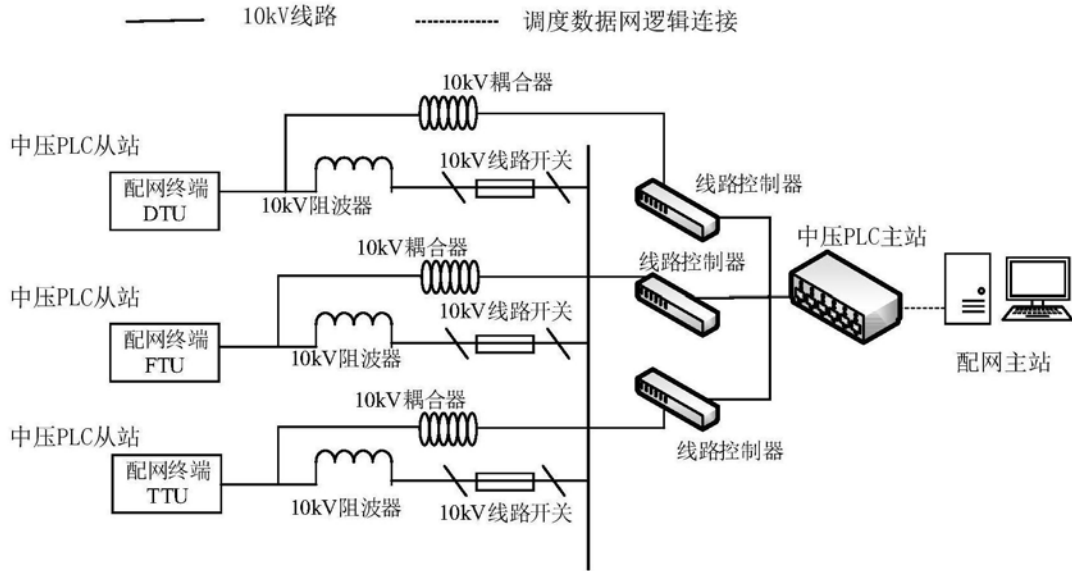 10kV线路
调度数据网逻辑连接
10kV耦合器
中压PLC从站
配网终端
DTU
10kV阻波器
10kV线路开关
线路控制器
10kV耦合器
中压PLC从站
配网终端
FTU
10kV阻波器
10kV线路开关
线路控制器
中压PLC主站
配网主站
10kV耦合器
中压PLC从站
配网终端
TTU
10kV阻波器
10kV线路开关
线路控制器